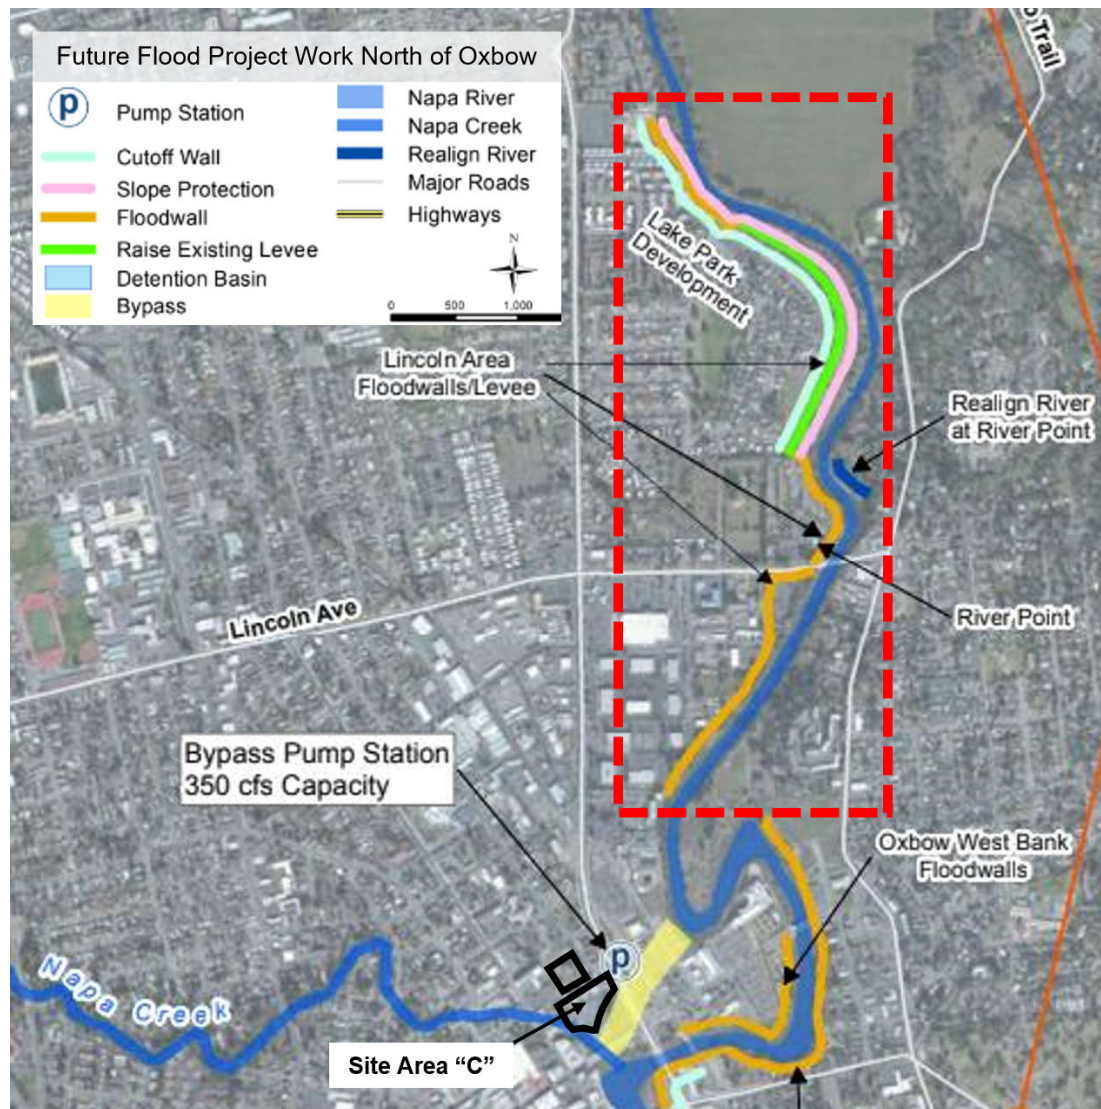 Future Flood Project Work North of Oxbow
p
Pump Station
Cutoff Wall
Slope Protection
Floodwall
Raise Existing Levee
Detention Basin
Bypass
Napa River
Napa Creek
Realign River
Major Roads
Highways
N
0 500 1,000
Trail
Lake Park
Development
Lincoln Area
Floodwalls/Levee
Realign River
at River Point
River Point
Lincoln Ave
Bypass Pump Station
350 cfs Capacity
Oxbow West Bank
Floodwalls
p
Napa Creek
Site Area “C”